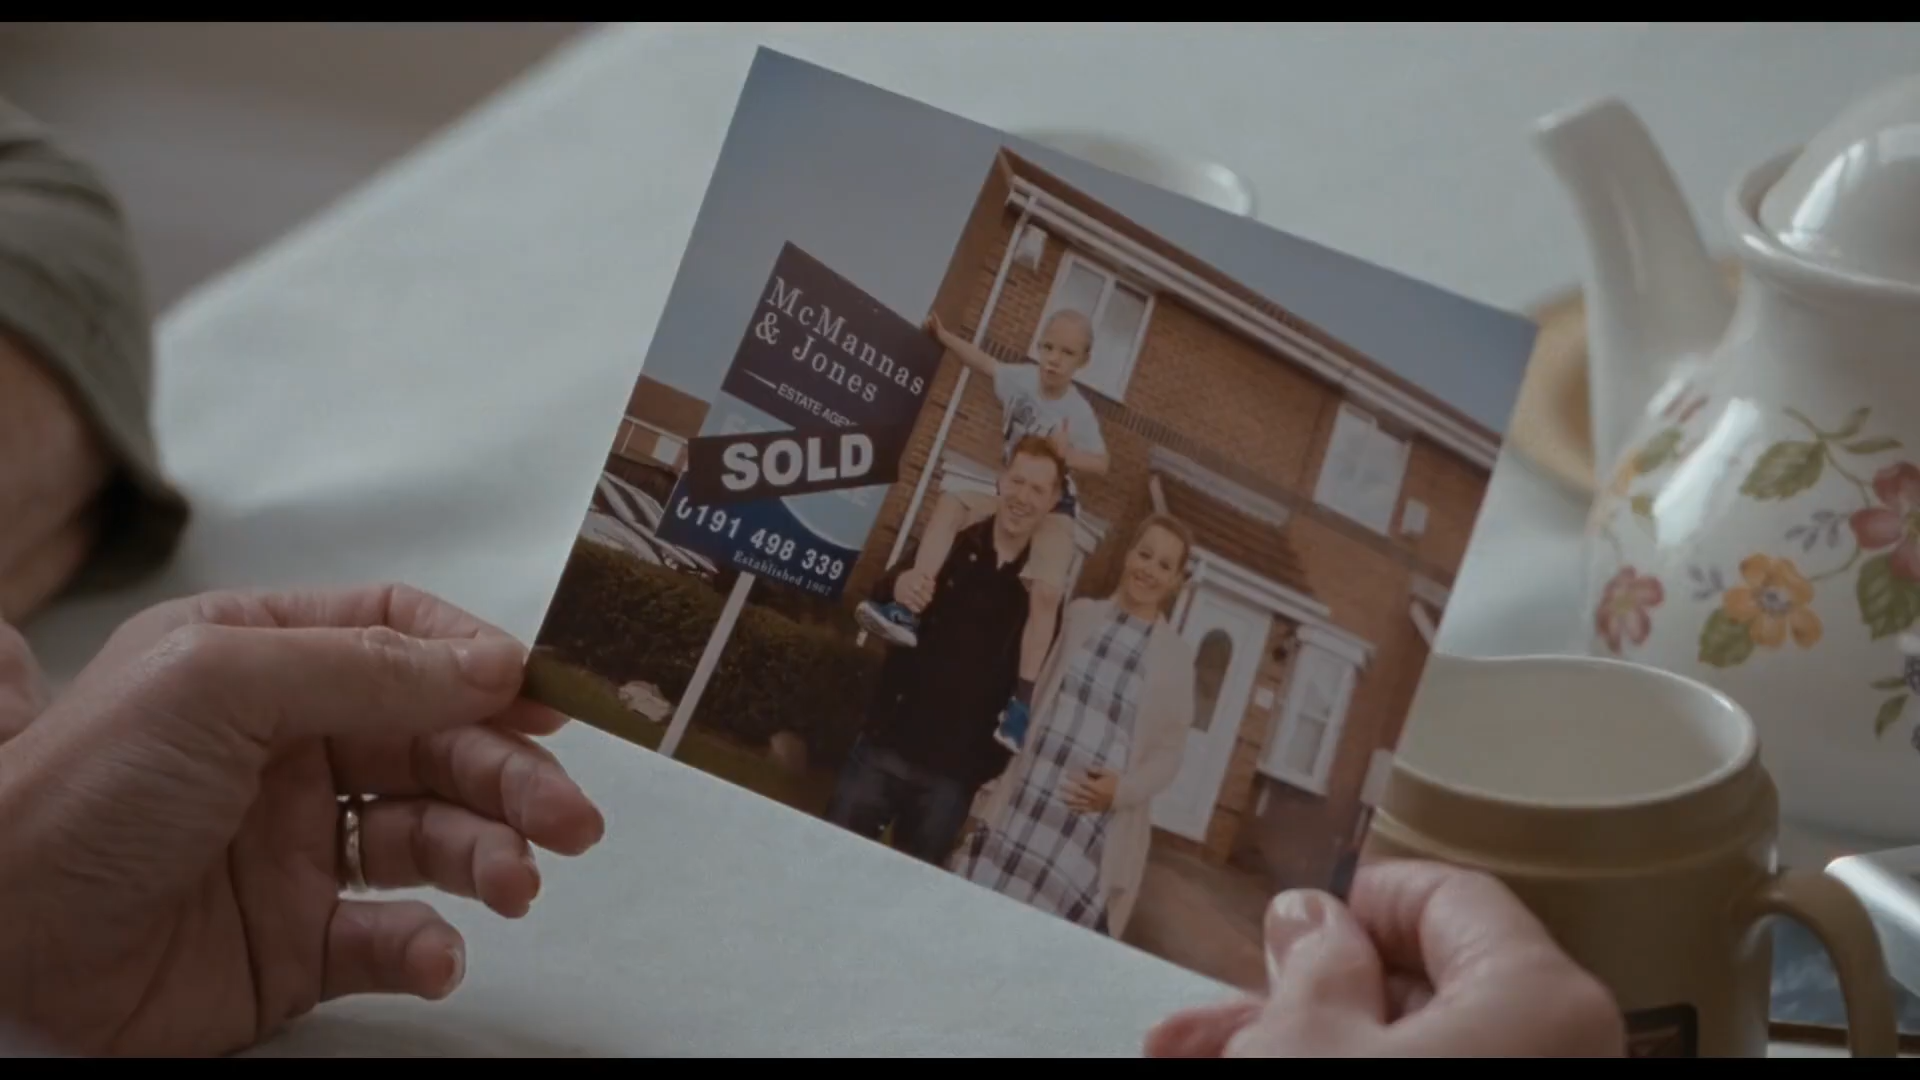 McMannas
& Jones
ESTATE AGEN
SOLD
0191 498 339
Established 1967